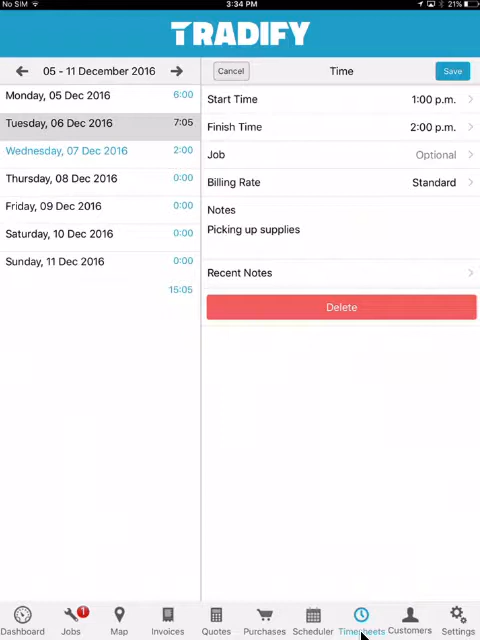 No SIM
3:34 PM
21%
TRADIFY
05 - 11 December 2016
Monday, 05 Dec 2016 6:00
Tuesday, 06 Dec 2016 7:05
Wednesday, 07 Dec 2016 2:00
Thursday, 08 Dec 2016 0:00
Friday, 09 Dec 2016 0:00
Saturday, 10 Dec 2016 0:00
Sunday, 11 Dec 2016 0:00
15:05
Cancel Time Save
Start Time 1:00 p.m.
Finish Time 2:00 p.m.
Job Optional
Billing Rate Standard
Notes
Picking up supplies
Recent Notes
Delete
1
Dashboard Jobs Map Invoices Quotes Purchases Scheduler Timesheets Customers Settings